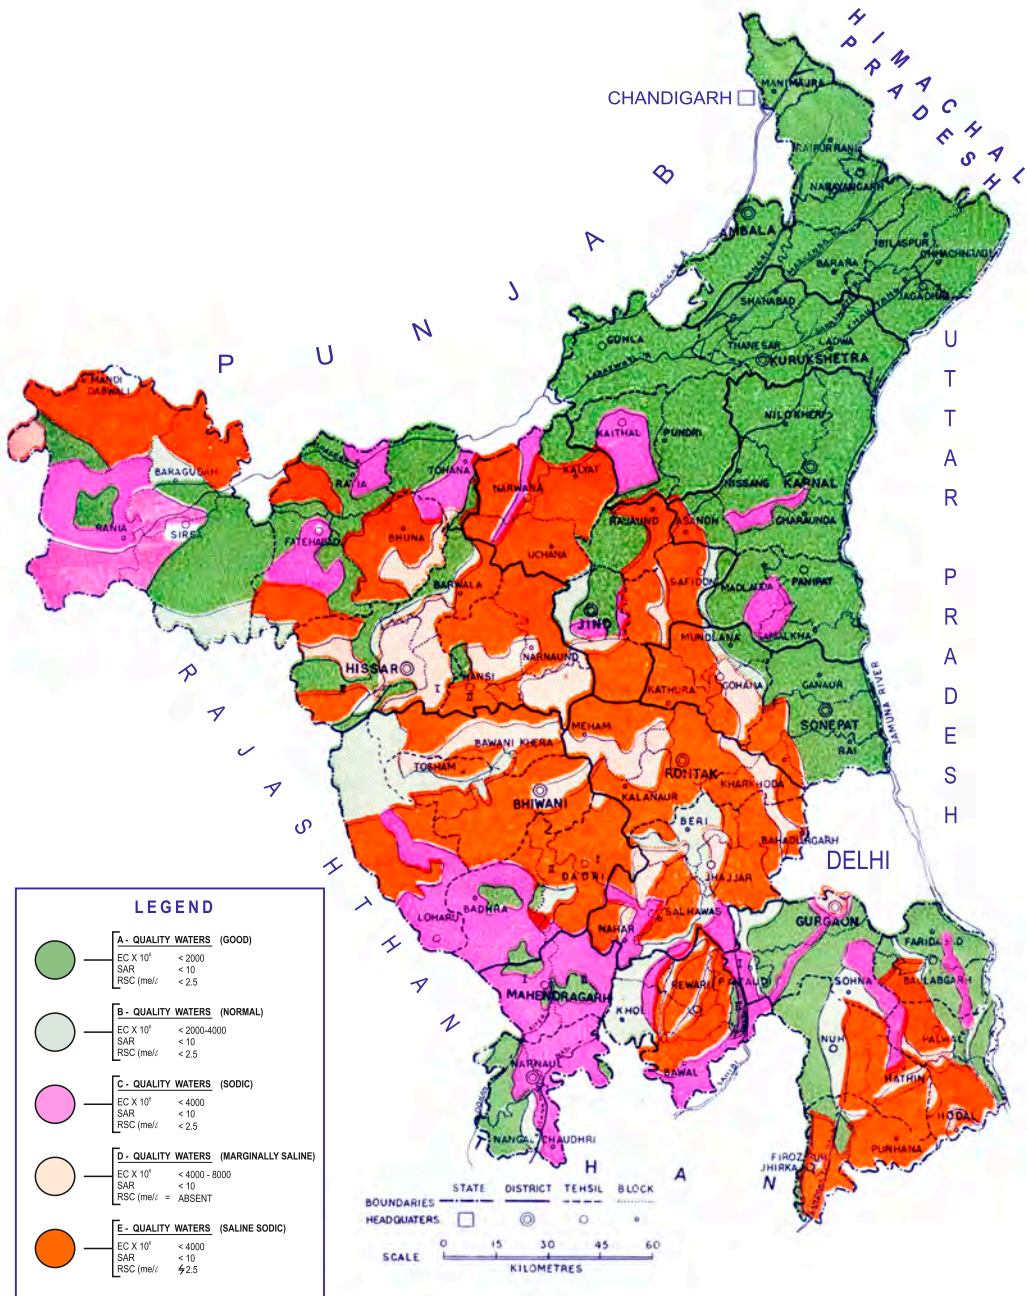 HIMACHAL
PRADESH
CHANDIGARH
PUNJAB
UTTAR PRADESH
RAJASHTHAN
DELHI
MANIMAJRA
RAIPUR RANI
NARAYANGARH
AMBALA
BILASPUR
CHHACHHRAULI
BARARA
JAGADHRI
SHAHABAD
GUHLA
THANESAR
LADWA
KURUKSHETRA
MANDI
DABWALI
NILOKHERI
KAITHAL
PUNDRI
BARAGUDAH
RATIA
TOHANA
KALYAT
NARWANA
NISSANG
KARNAL
RANIA
SIRSA
FATEHABAD
BHUNA
RAJAUND
ASANDH
GHARAUNDA
UCHANA
BARWALA
SAFIDON
MADLAUDA
PANIPAT
JIND
MUNDLANA
SAMALKHA
HISSAR
NARNAUND
HANSI
I
II
II
KATHURA
GOHANA
GANAUR
SONEPAT
RAI
JAMUNA RIVER
MEHAM
BAWANI KHERA
TOSHAM
ROHTAK
KHARKHODA
BHIWANI
KALANAUR
BERI
BAHADURGARH
I
II
DADRI
JHAJJAR
BADHRA
LOHARU
SALHAWAS
NAHAR
GURGAON
FARIDABAD
I
II
MAHENDRAGARH
REWARI
PATAUDI
SOHNA
BALLABGARH
KHOL
NUH
PALWAL
BAWAL
SAHIBI
NARNAUL
HATHIN
HODAL
NANGAL CHAUDHRI
PUNHANA
FIROZPUR
JHIRKA
H
A
N
LEGEND
A - QUALITY WATERS (GOOD)
EC X 10⁶ < 2000
SAR < 10
RSC (me/ℓ < 2.5
B - QUALITY WATERS (NORMAL)
EC X 10⁶ < 2000-4000
SAR < 10
RSC (me/ℓ < 2.5
C - QUALITY WATERS (SODIC)
EC X 10⁶ < 4000
SAR < 10
RSC (me/ℓ < 2.5
D - QUALITY WATERS (MARGINALLY SALINE)
EC X 10⁶ < 4000 - 8000
SAR < 10
RSC (me/ℓ = ABSENT
E - QUALITY WATERS (SALINE SODIC)
EC X 10⁶ < 4000
SAR < 10
RSC (me/ℓ 2.5
STATE DISTRICT TEHSIL BLOCK
BOUNDARIES
HEADQUATERS
0 15 30 45 60
SCALE
KILOMETRES